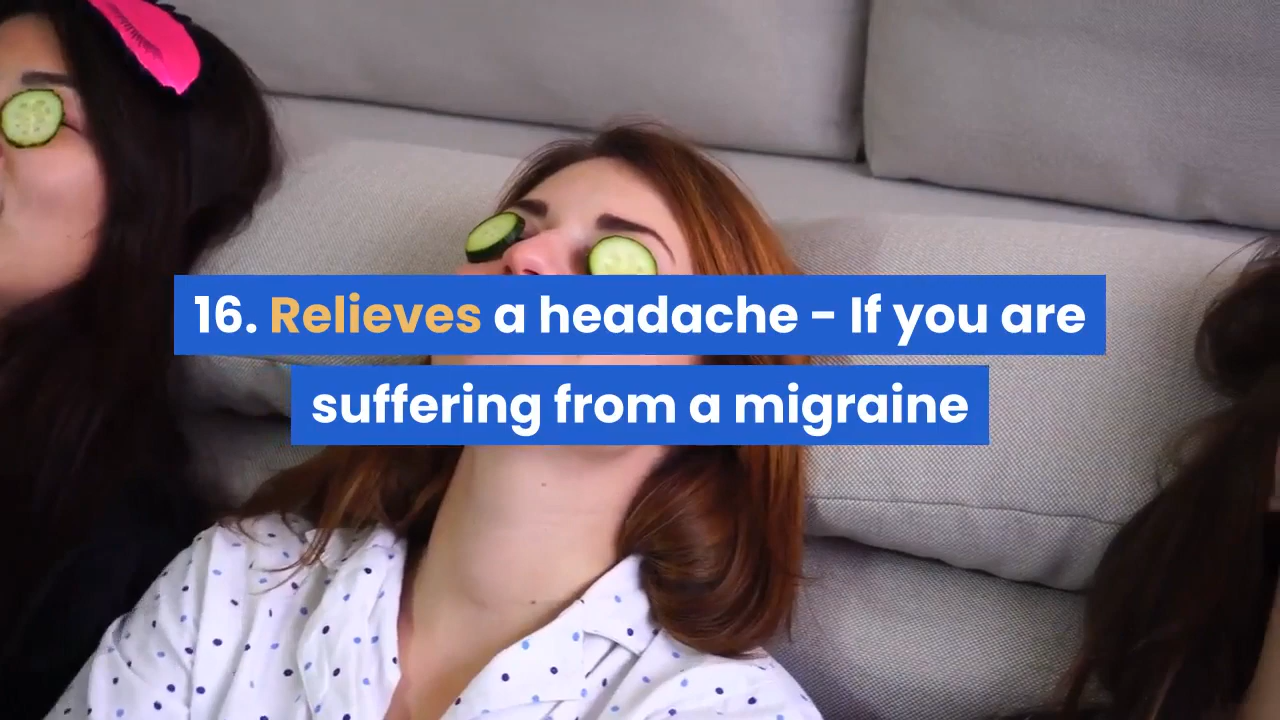 16. Relieves a headache - If you are
suffering from a migraine